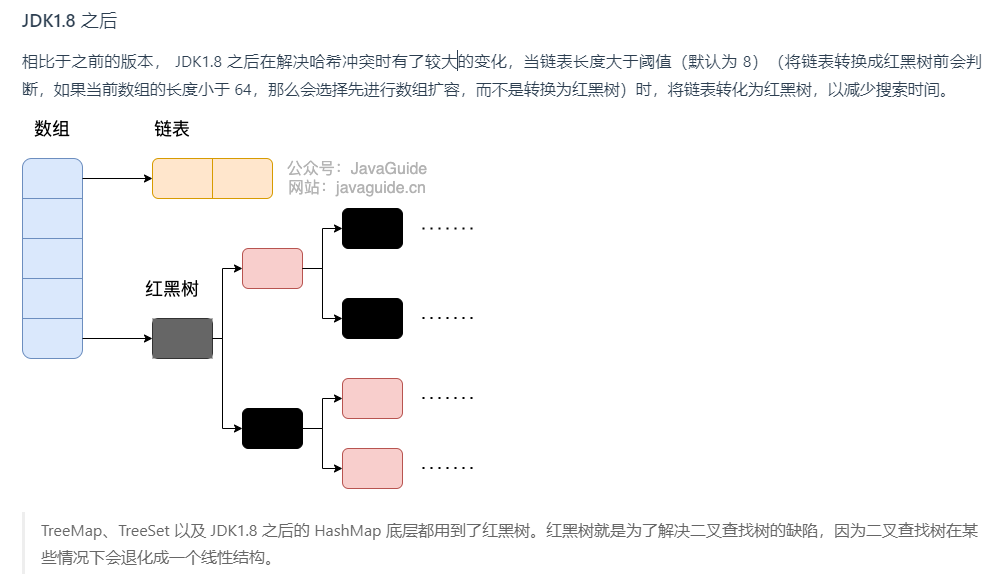 JDK1.8 之后
相比于之前的版本， JDK1.8 之后在解决哈希冲突时有了较大的变化，当链表长度大于阈值（默认为 8）（将链表转换成红黑树前会判
断，如果当前数组的长度小于 64，那么会选择先进行数组扩容，而不是转换为红黑树）时，将链表转化为红黑树，以减少搜索时间。
数组
链表
公众号：JavaGuide
网站：javaguide.cn
红黑树
·······
·······
·······
·······
TreeMap、TreeSet 以及 JDK1.8 之后的 HashMap 底层都用到了红黑树。红黑树就是为了解决二叉查找树的缺陷，因为二叉查找树在某
些情况下会退化成一个线性结构。